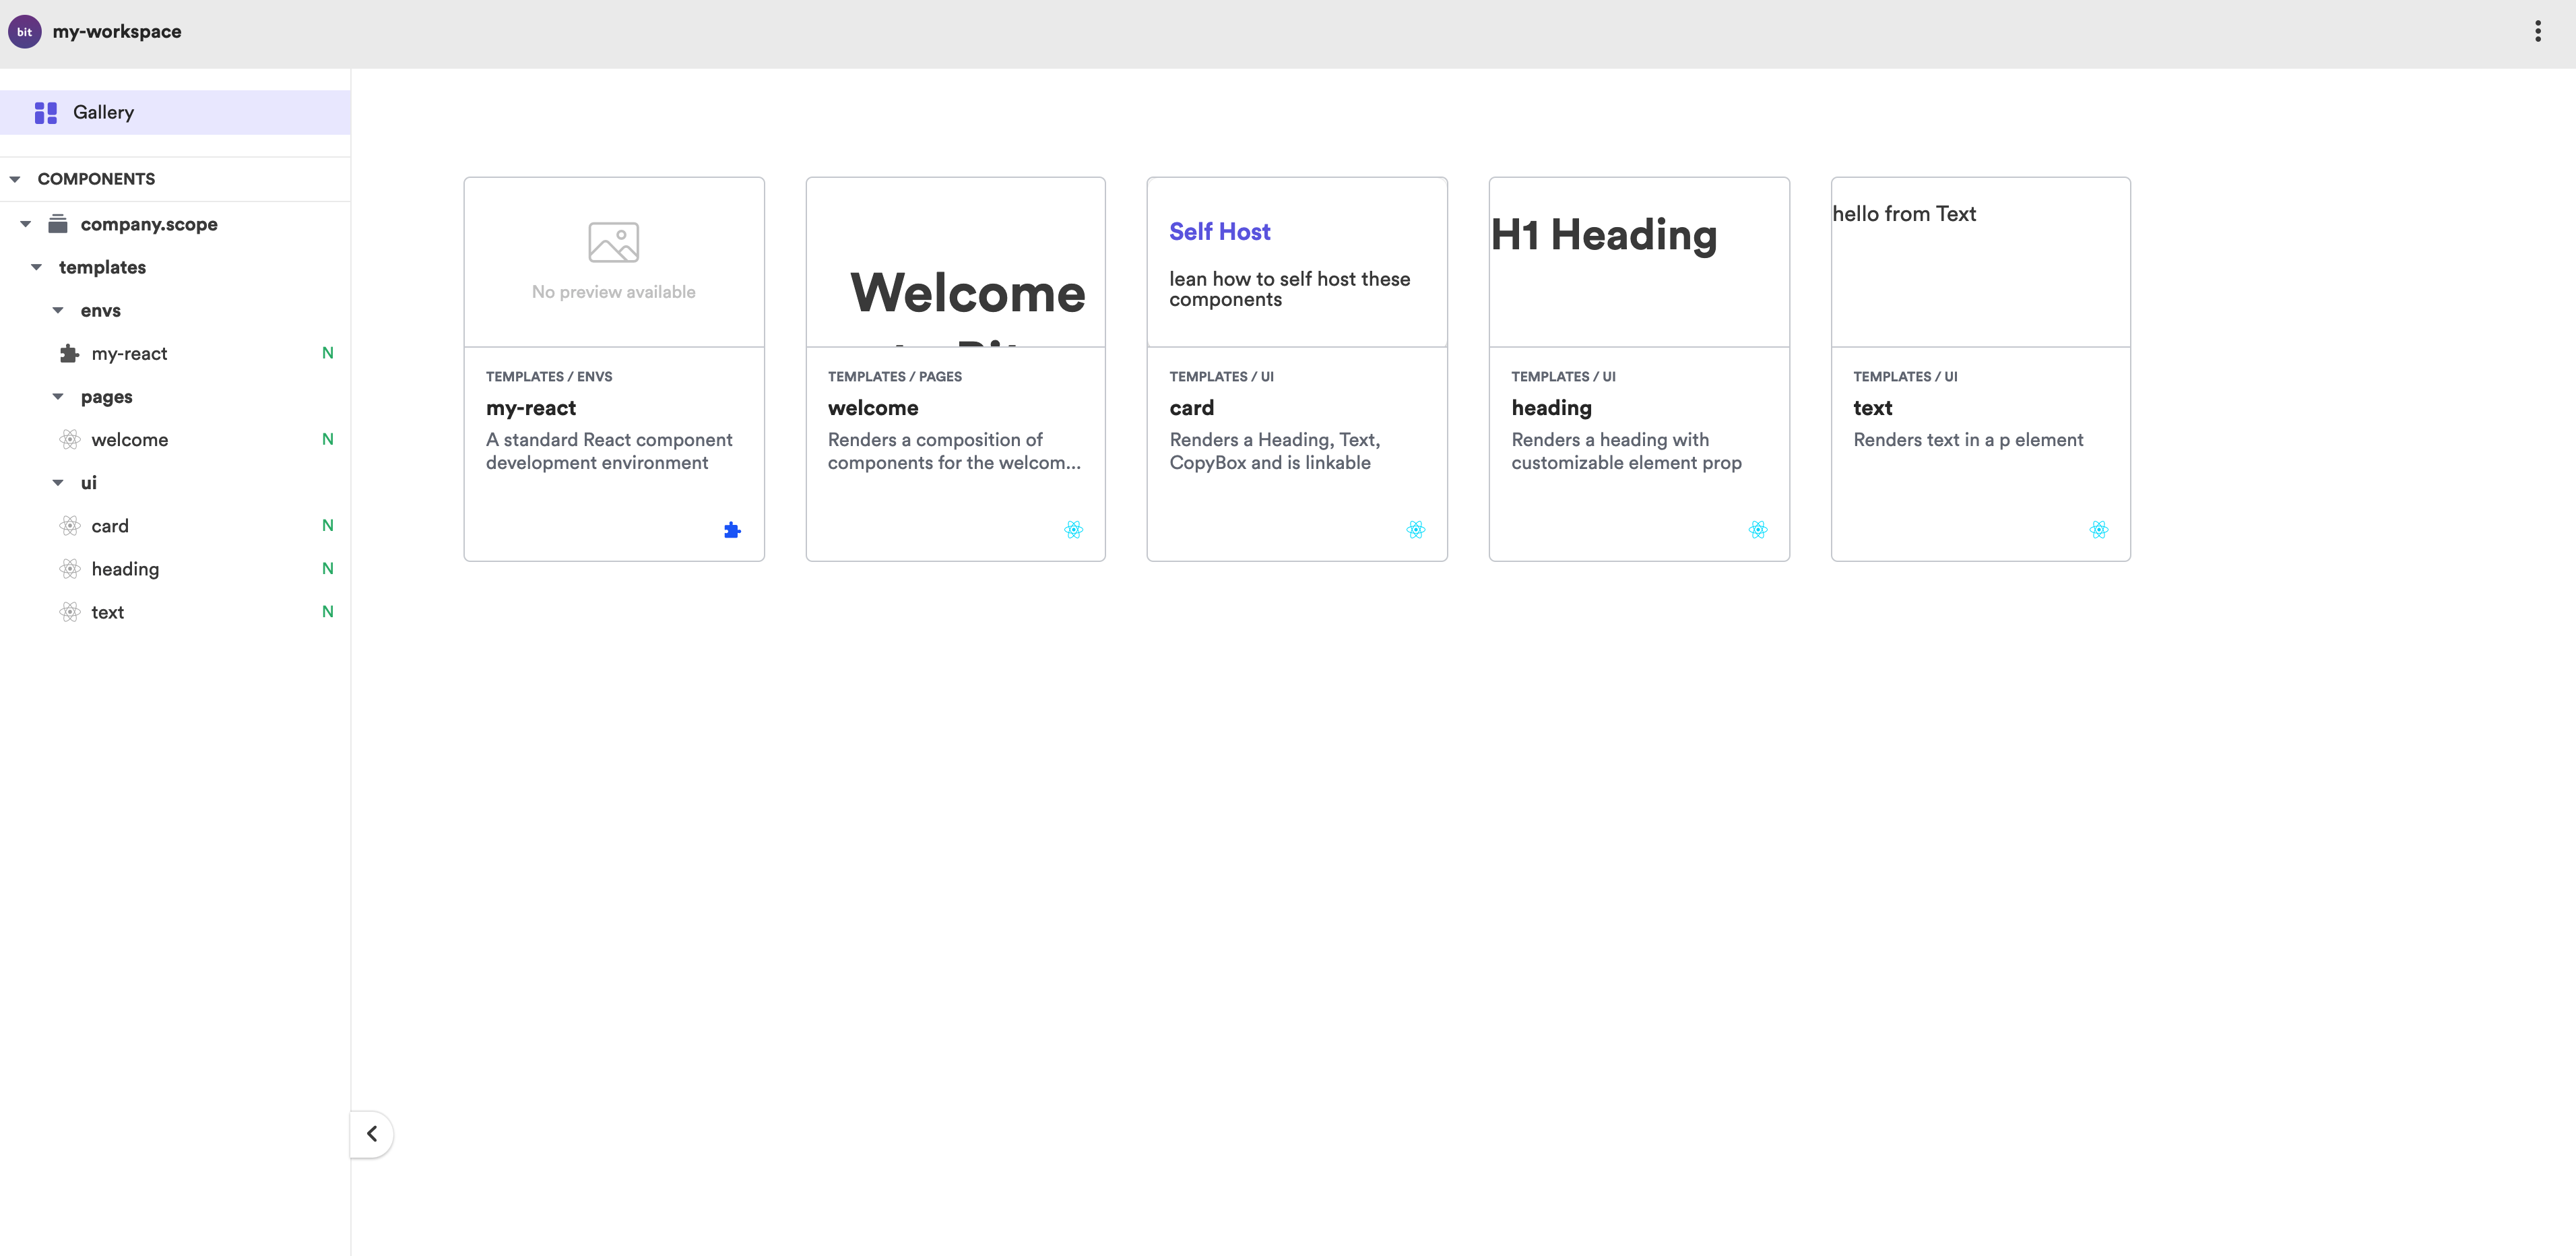 bit my-workspace
Gallery
COMPONENTS
company.scope
templates
envs
my-react N
pages
welcome N
ui
card N
heading N
text N
No preview available
TEMPLATES / ENVS
my-react
A standard React component
development environment
Welcome
to Bit
TEMPLATES / PAGES
welcome
Renders a composition of
components for the welcom...
Self Host
lean how to self host these
components
TEMPLATES / UI
card
Renders a Heading, Text,
CopyBox and is linkable
H1 Heading
TEMPLATES / UI
heading
Renders a heading with
customizable element prop
hello from Text
TEMPLATES / UI
text
Renders text in a p element